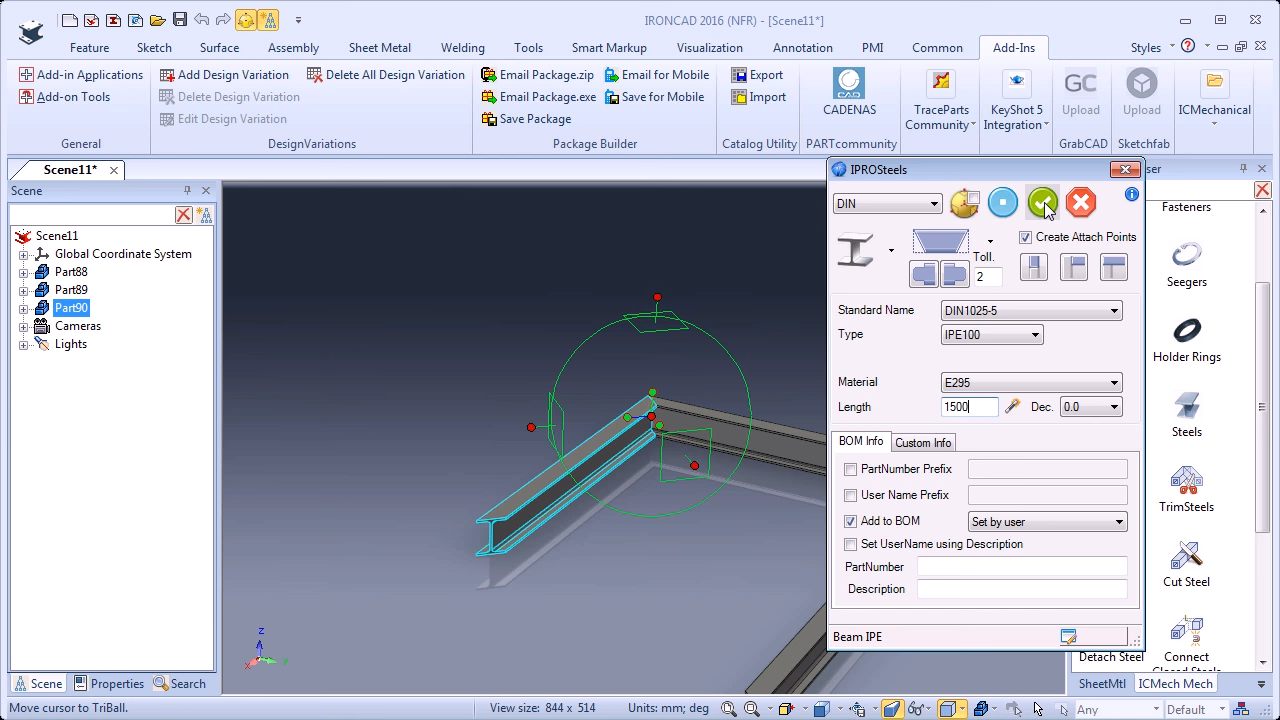 IRONCAD 2016 (NFR) - [Scene11*]
Feature
Sketch
Surface
Assembly
Sheet Metal
Welding
Tools
Smart Markup
Visualization
Annotation
PMI
Common
Add-Ins
Styles
Add-in Applications
Add-on Tools
General
Add Design Variation
Delete Design Variation
Edit Design Variation
Delete All Design Variation
DesignVariations
Email Package.zip
Email Package.exe
Save Package
Email for Mobile
Save for Mobile
Package Builder
Export
Import
Catalog Utility
CADENAS
PARTcommunity
TraceParts
Community
KeyShot 5
Integration
GC
Upload
GrabCAD
Upload
Sketchfab
ICMechanical
Scene11*
Scene
Scene11
Global Coordinate System
Part88
Part89
Part90
Cameras
Lights
Scene
Properties
Search
Z
IPROSteels
DIN
Create Attach Points
Toll.
2
Standard Name
DIN1025-5
Type
IPE100
Material
E295
Length
1500
Dec.
0.0
BOM Info
Custom Info
PartNumber Prefix
User Name Prefix
Add to BOM
Set by user
Set UserName using Description
PartNumber
Description
Beam IPE
ser
Fasteners
Seegers
Holder Rings
Steels
TrimSteels
Cut Steel
Connect
Closed Steels
Detach Steel
SheetMtl
ICMech Mech
Move cursor to TriBall.
View size: 844 x 514
Units: mm; deg
Any
Default